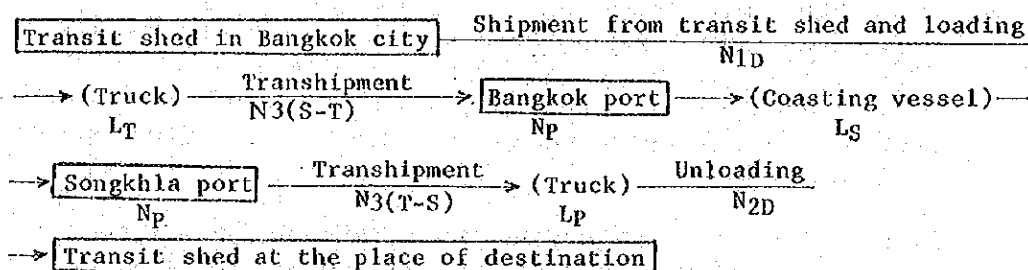 Transit shed in Bangkok city Shipment from transit shed and loading
N1D
→ (Truck) Transhipment → Bangkok port → (Coasting vessel)
LT N3(S-T) NP LS
→ Songkhla port Transhipment → (Truck) Unloading
NP N3(T-S) LP N2D
→ Transit shed at the place of destination